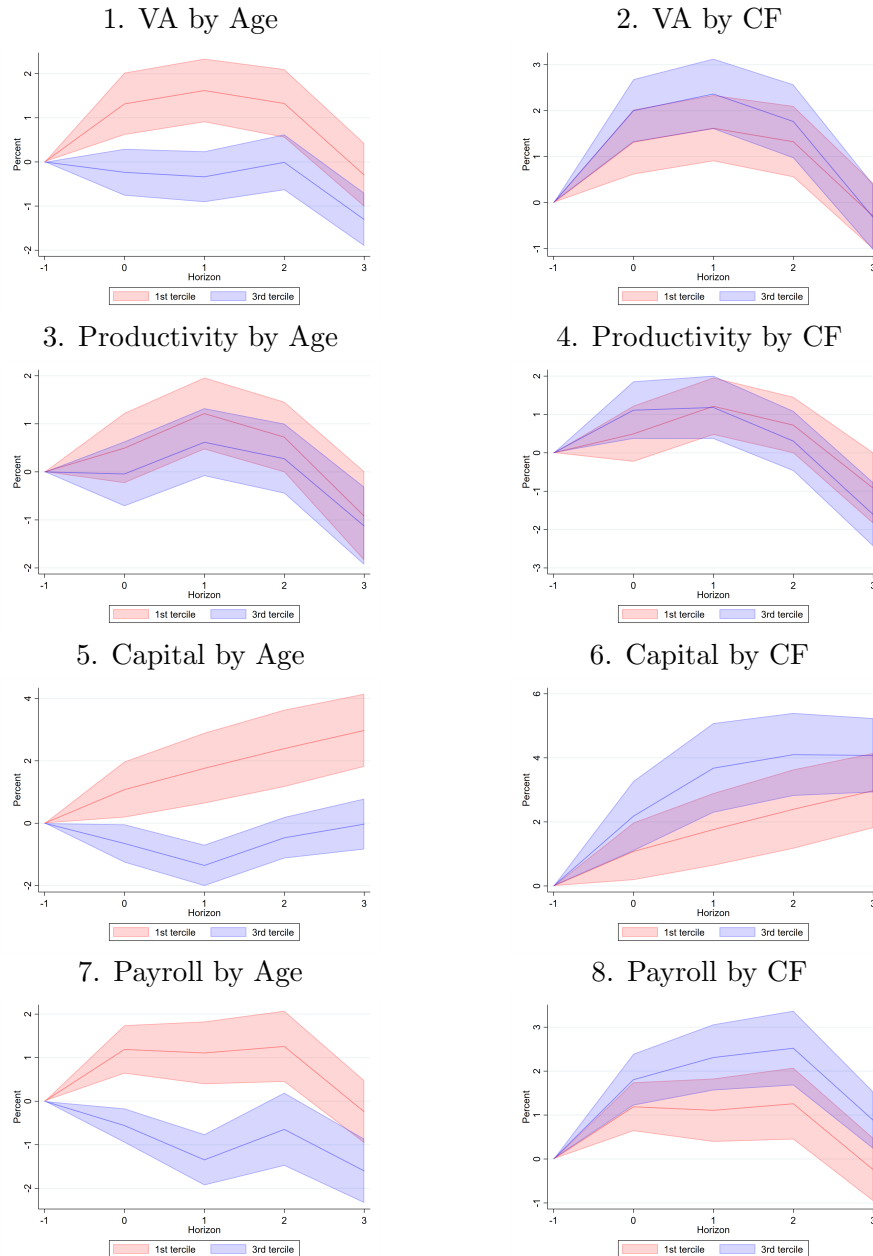 1. VA by Age
Percent
2
1
0
-1
-2
-1 0 1 2 3
Horizon
1st tercile 3rd tercile
2. VA by CF
Percent
3
2
1
0
-1
-1 0 1 2 3
Horizon
1st tercile 3rd tercile
3. Productivity by Age
Percent
2
1
0
-1
-2
-1 0 1 2 3
Horizon
1st tercile 3rd tercile
4. Productivity by CF
Percent
2
1
0
-1
-2
-3
-1 0 1 2 3
Horizon
1st tercile 3rd tercile
5. Capital by Age
Percent
4
2
0
-2
-1 0 1 2 3
Horizon
1st tercile 3rd tercile
6. Capital by CF
Percent
6
4
2
0
-1 0 1 2 3
Horizon
1st tercile 3rd tercile
7. Payroll by Age
Percent
2
1
0
-1
-2
-1 0 1 2 3
Horizon
1st tercile 3rd tercile
8. Payroll by CF
Percent
3
2
1
0
-1
-1 0 1 2 3
Horizon
1st tercile 3rd tercile